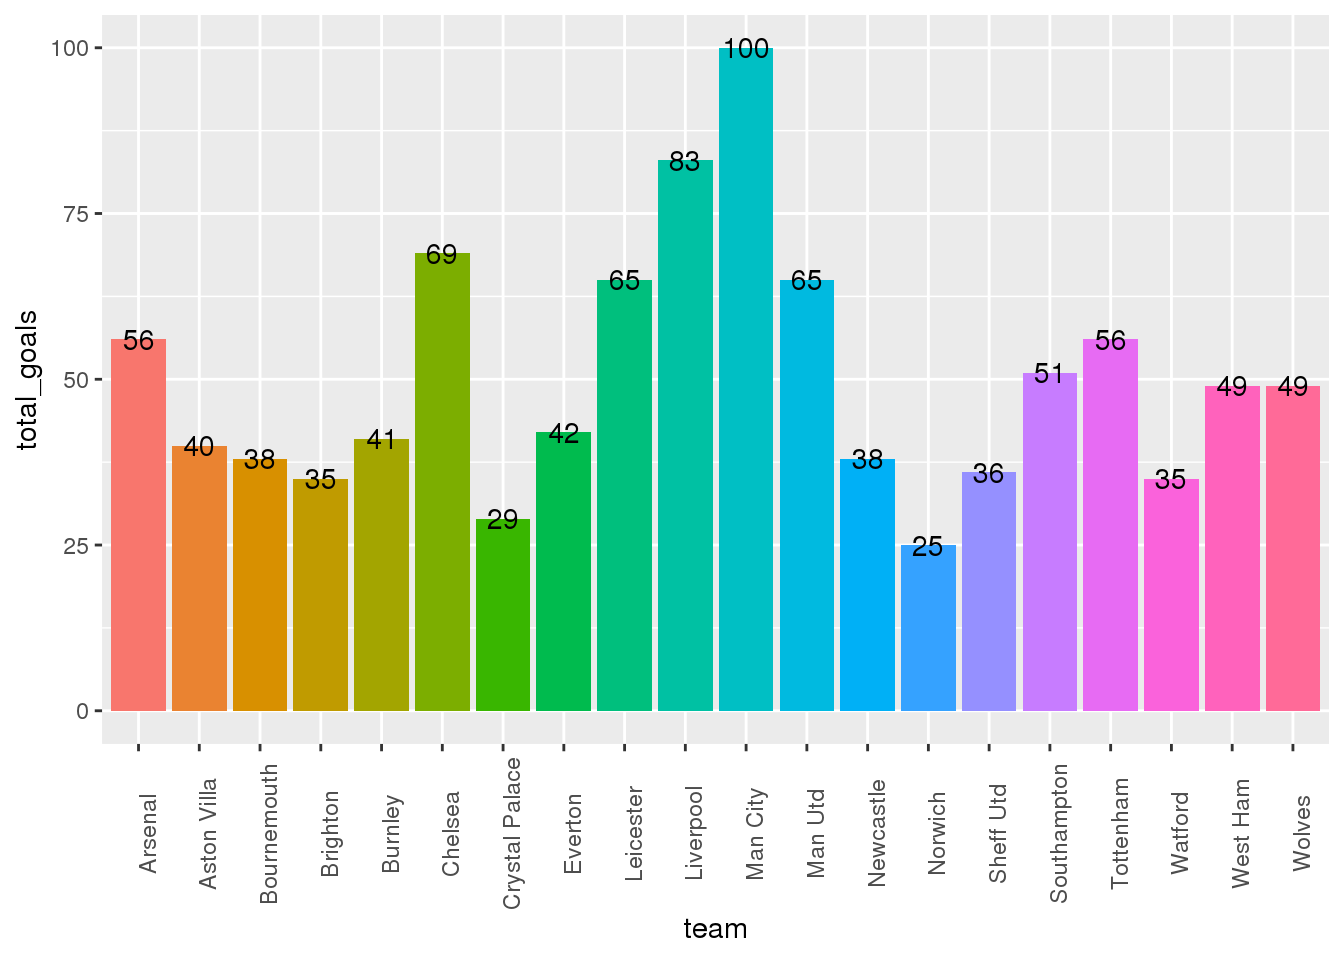 total_goals
100
75
50
25
0
56
40
38
35
41
69
29
42
65
83
100
65
38
25
36
51
56
35
49
49
Arsenal
Aston Villa
Bournemouth
Brighton
Burnley
Chelsea
Crystal Palace
Everton
Leicester
Liverpool
Man City
Man Utd
Newcastle
Norwich
Sheff Utd
Southampton
Tottenham
Watford
West Ham
Wolves
team